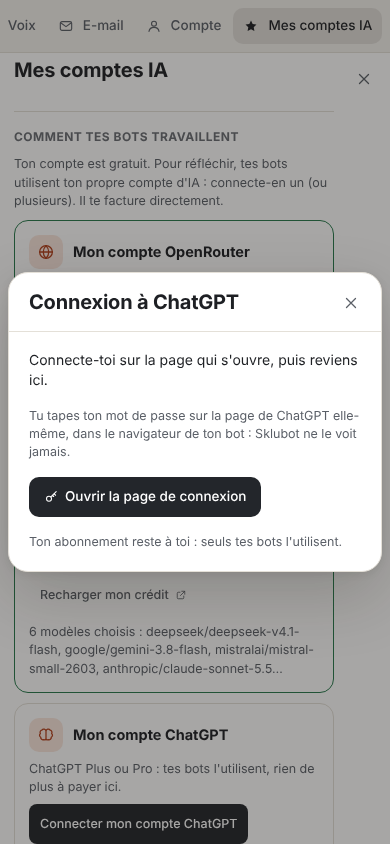 Voix
E-mail
Compte
Mes comptes IA
Mes comptes IA
COMMENT TES BOTS TRAVAILLENT
Ton compte est gratuit. Pour réfléchir, tes bots
utilisent ton propre compte d'IA : connecte-en un (ou
plusieurs). Il te facture directement.
Mon compte OpenRouter
Connexion à ChatGPT
Connecte-toi sur la page qui s'ouvre, puis reviens
ici.
Tu tapes ton mot de passe sur la page de ChatGPT elle-
même, dans le navigateur de ton bot : Sklubot ne le voit
jamais.
Ouvrir la page de connexion
Ton abonnement reste à toi : seuls tes bots l'utilisent.
Recharger mon crédit
6 modèles choisis : deepseek/deepseek-v4.1-
flash, google/gemini-3.8-flash, mistralai/mistral-
small-2603, anthropic/claude-sonnet-5.5...
Mon compte ChatGPT
ChatGPT Plus ou Pro : tes bots l'utilisent, rien de
plus à payer ici.
Connecter mon compte ChatGPT